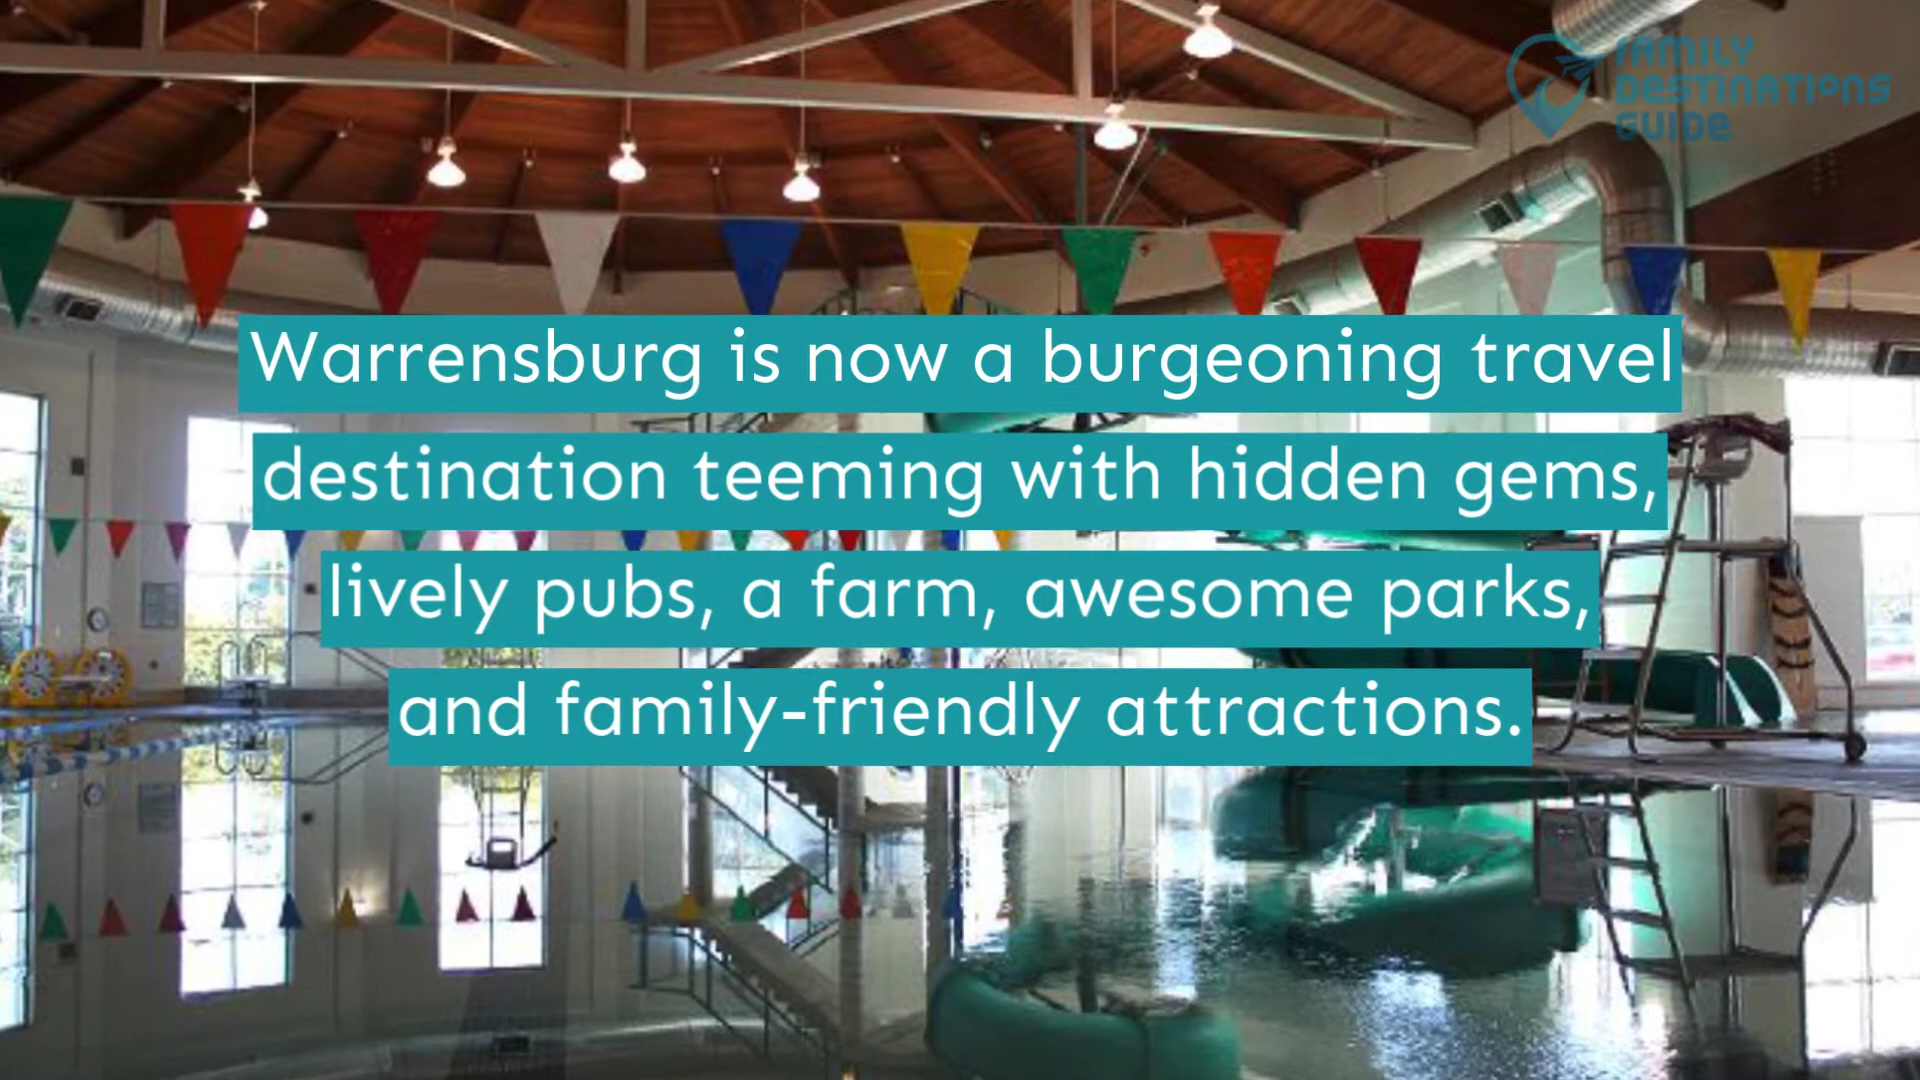 FAMILY
DESTINATIONS
GUIDE
Warrensburg is now a burgeoning travel
destination teeming with hidden gems,
lively pubs, a farm, awesome parks,
and family-friendly attractions.